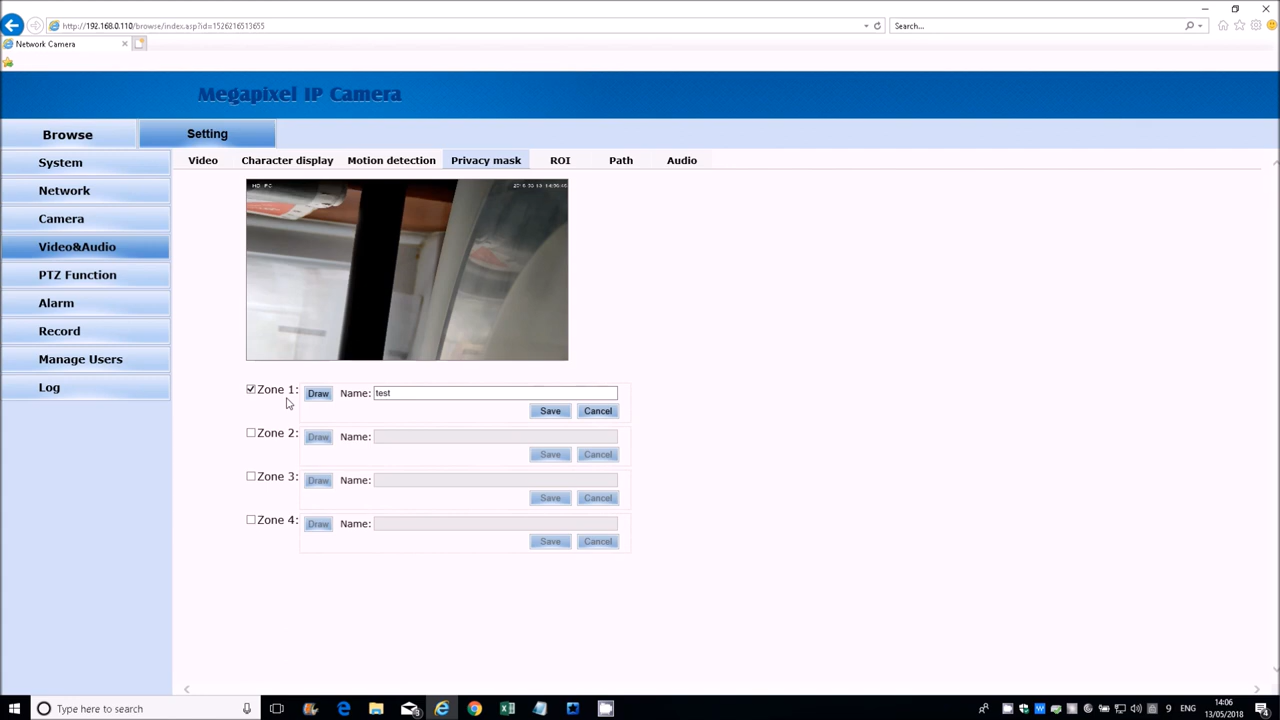 http://192.168.0.110/browse/index.asp?id=1526216513655
Search...
Network Camera
Megapixel IP Camera
Browse
Setting
System
Network
Camera
Video&Audio
PTZ Function
Alarm
Record
Manage Users
Log
Video Character display Motion detection Privacy mask ROI Path Audio
HD IPC
Zone 1: Draw Name: test
Save Cancel
Zone 2: Draw Name:
Save Cancel
Zone 3: Draw Name:
Save Cancel
Zone 4: Draw Name:
Save Cancel
Type here to search
ENG
14:06
13/05/2018